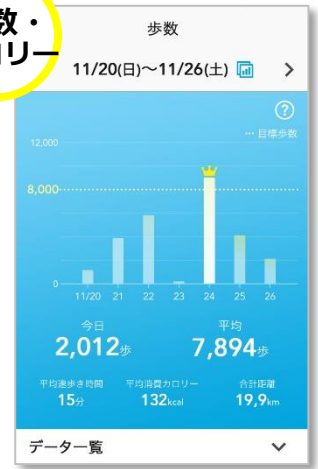 数・
ロリー
歩数
11/20(日)～11/26(土)
?
… 目標歩数
12,000
8,000
0
11/20 21 22 23 24 25 26
今日 平均
2,012歩 7,894歩
平均速歩き時間 平均消費カロリー 合計距離
15分 132kcal 19,9km
データ一覧